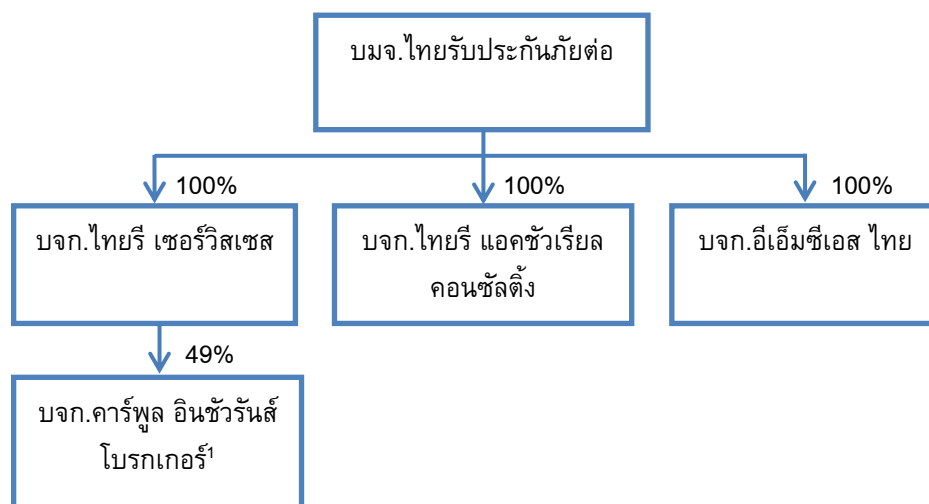 บมจ.ไทยรับประกันภัยต่อ
100%
100%
100%
บจก.ไทยรี เซอร์วิสเซส
บจก.ไทยรี แอคชัวเรียล
คอนซัลติ้ง
บจก.อีเอ็มซีเอส ไทย
49%
บจก.คาร์พูล อินชัวรันส์
โบรกเกอร์¹